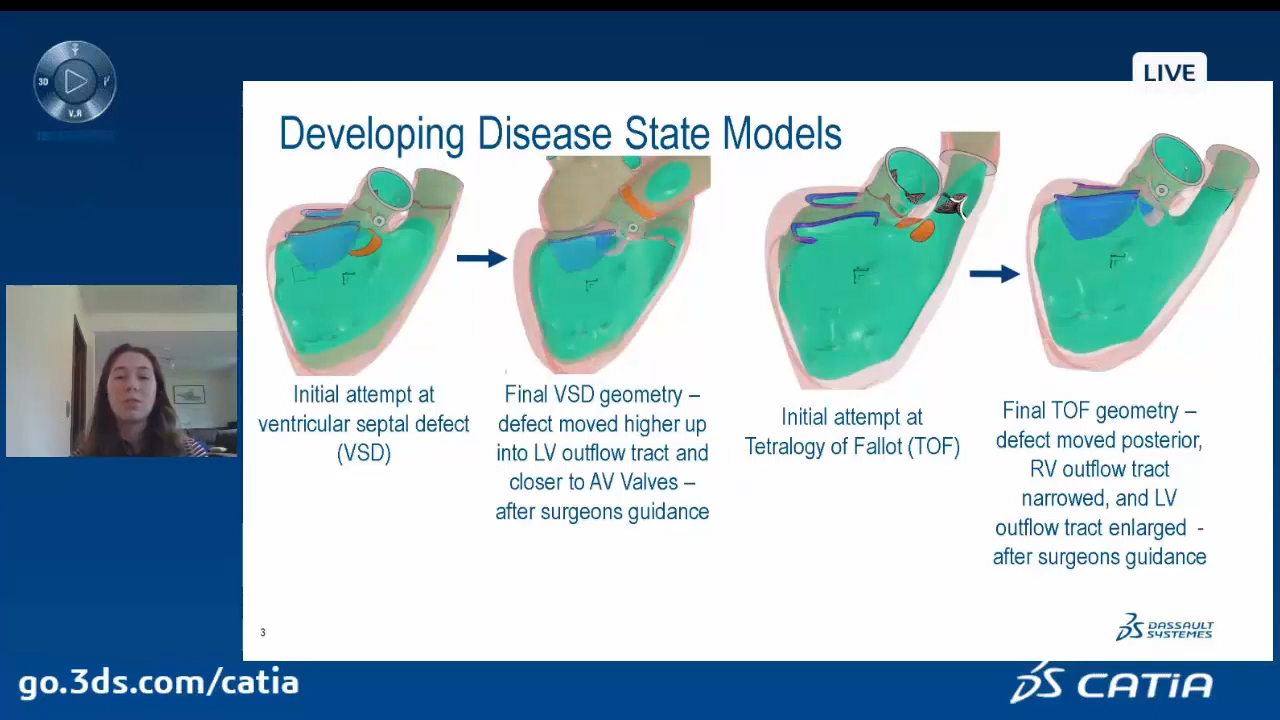 3D
V.R
LIVE
Developing Disease State Models
Initial attempt at
ventricular septal defect
(VSD)
Final VSD geometry –
defect moved higher up
into LV outflow tract and
closer to AV Valves –
after surgeons guidance
Initial attempt at
Tetralogy of Fallot (TOF)
Final TOF geometry –
defect moved posterior,
RV outflow tract
narrowed, and LV
outflow tract enlarged -
after surgeons guidance
3
DASSAULT
SYSTEMES
go.3ds.com/catia
CATIA